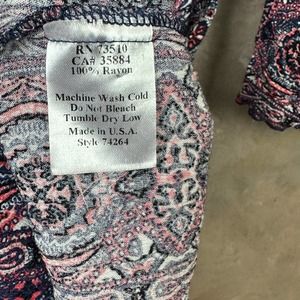 RN 73510
CA# 35884
100% Rayon
Machine Wash Cold
Do Not Bleach
Tumble Dry Low
Made in U.S.A.
Style 74264